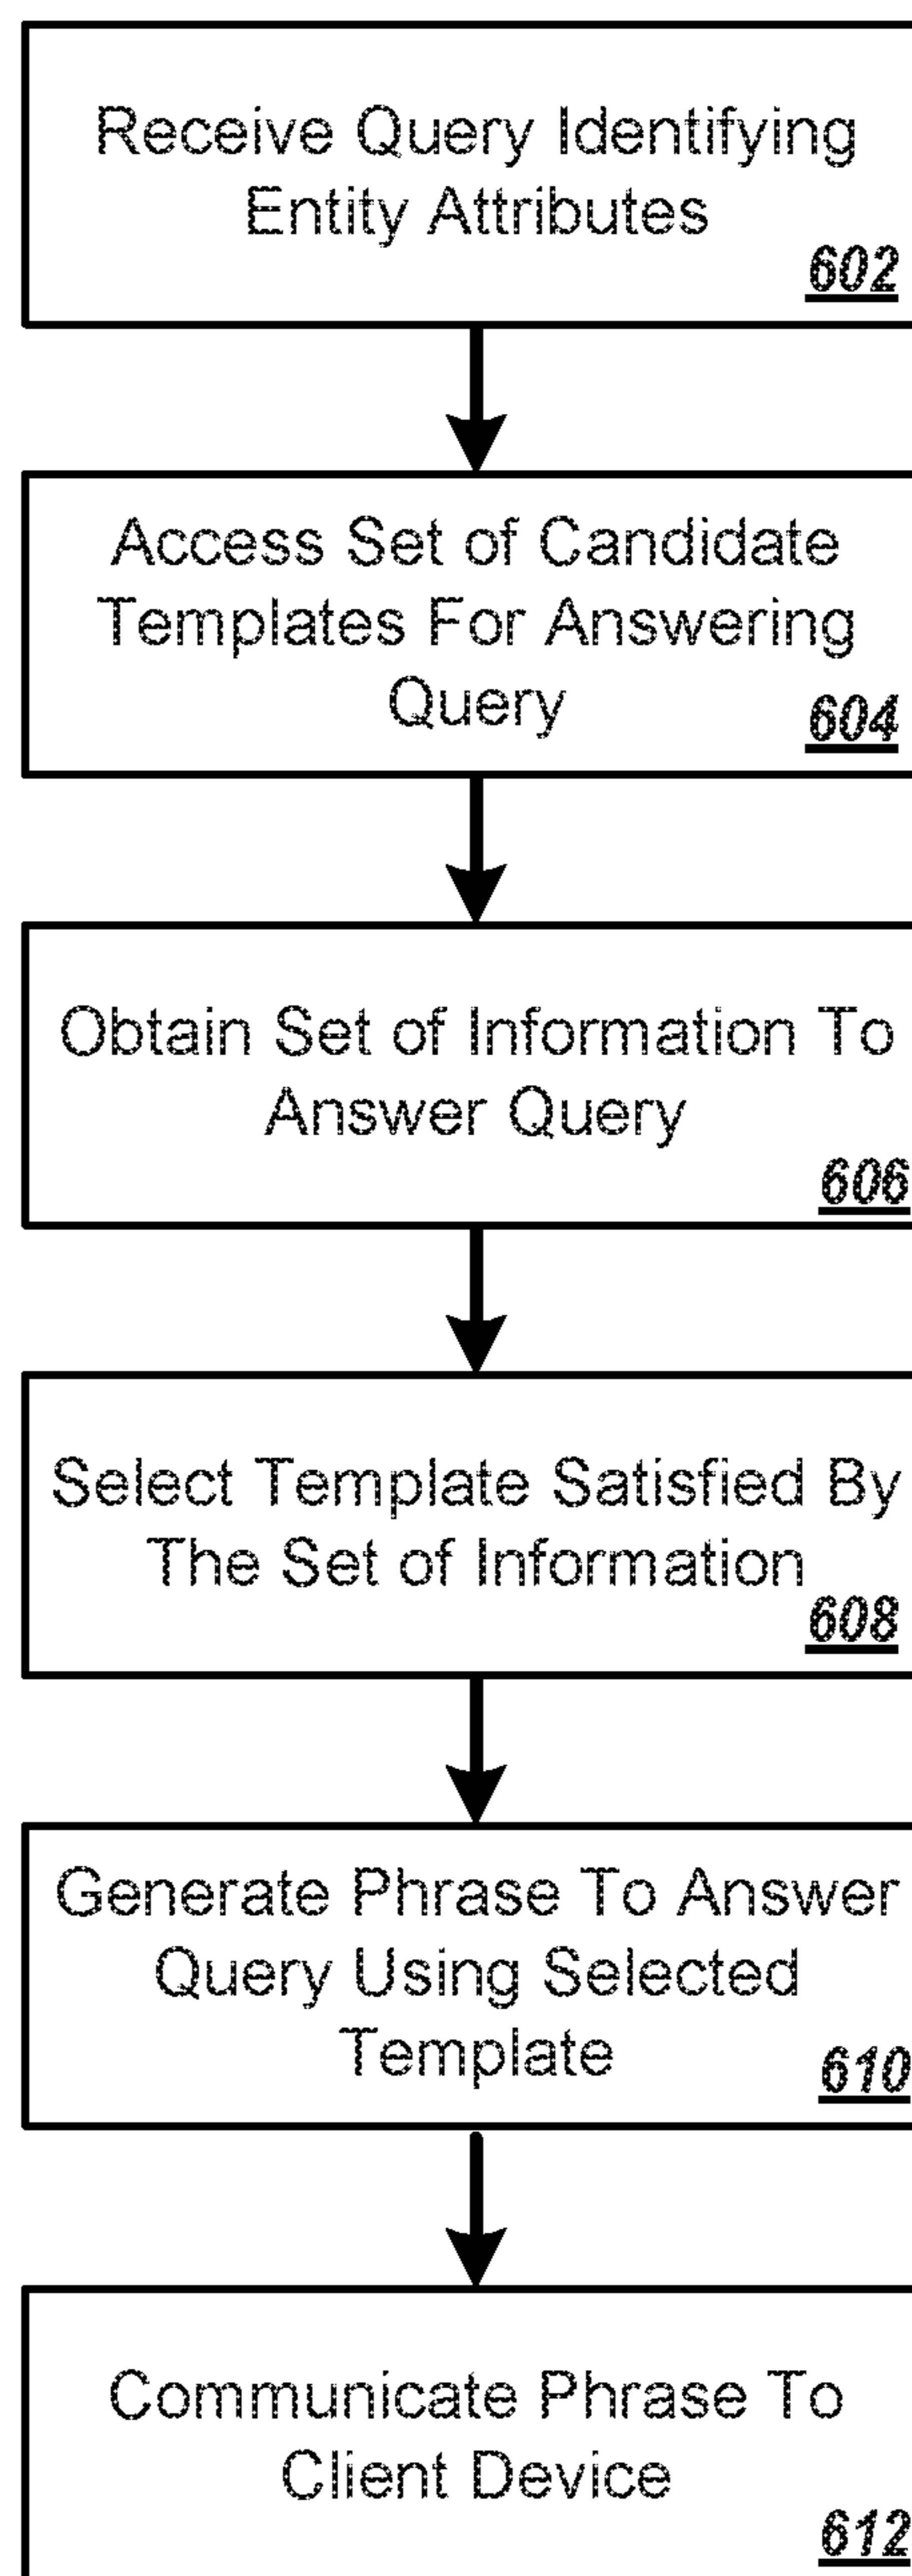 Receive Query Identifying
Entity Attributes
602
Access Set of Candidate
Templates For Answering
Query
604
Obtain Set of Information To
Answer Query
606
Select Template Satisfied By
The Set of Information
608
Generate Phrase To Answer
Query Using Selected
Template
610
Communicate Phrase To
Client Device
612